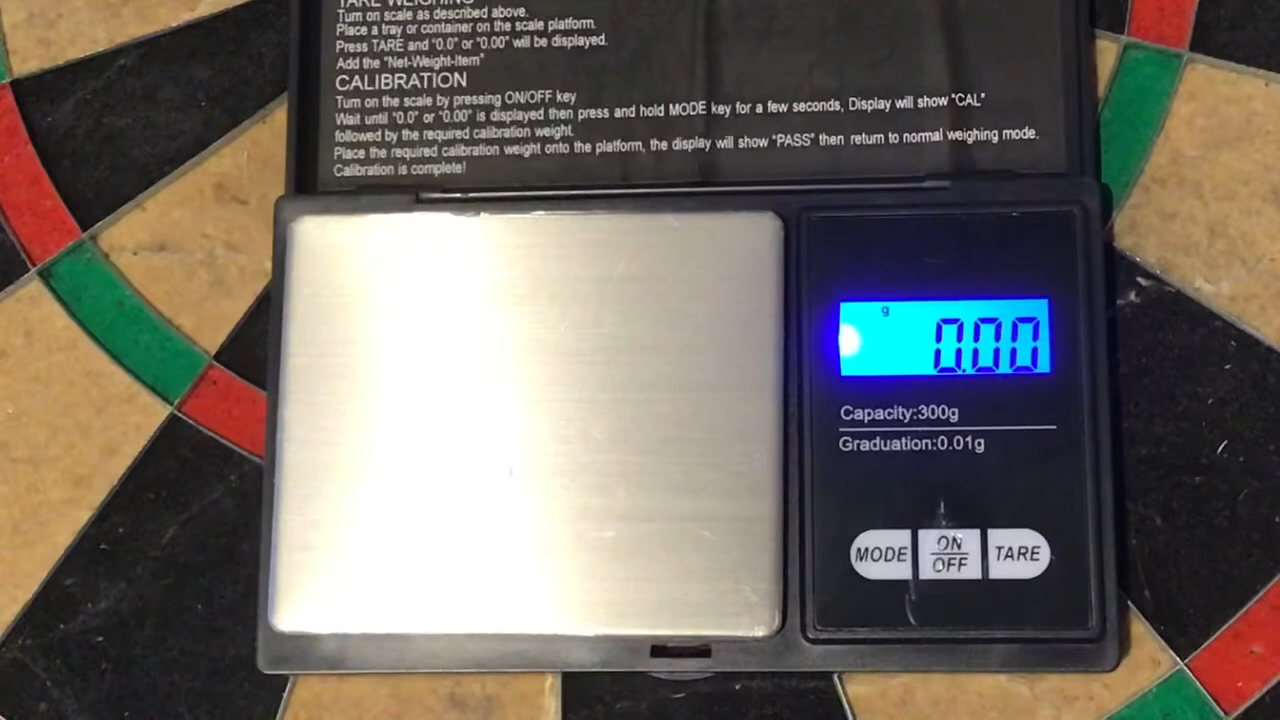 TARE WEIGHING
Turn on scale as described above.
Place a tray or container on the scale platform.
Press TARE and "0.0" or "0.00" will be displayed.
Add the "Net-Weight-Item"
CALIBRATION
Turn on the scale by pressing ON/OFF key
Wait until "0.0" or "0.00" is displayed then press and hold MODE key for a few seconds, Display will show "CAL"
followed by the required calibration weight.
Place the required calibration weight onto the platform, the display will show "PASS" then return to normal weighing mode.
Calibration is complete!
g
0.00
Capacity:300g
Graduation:0.01g
MODE
ON
OFF
TARE